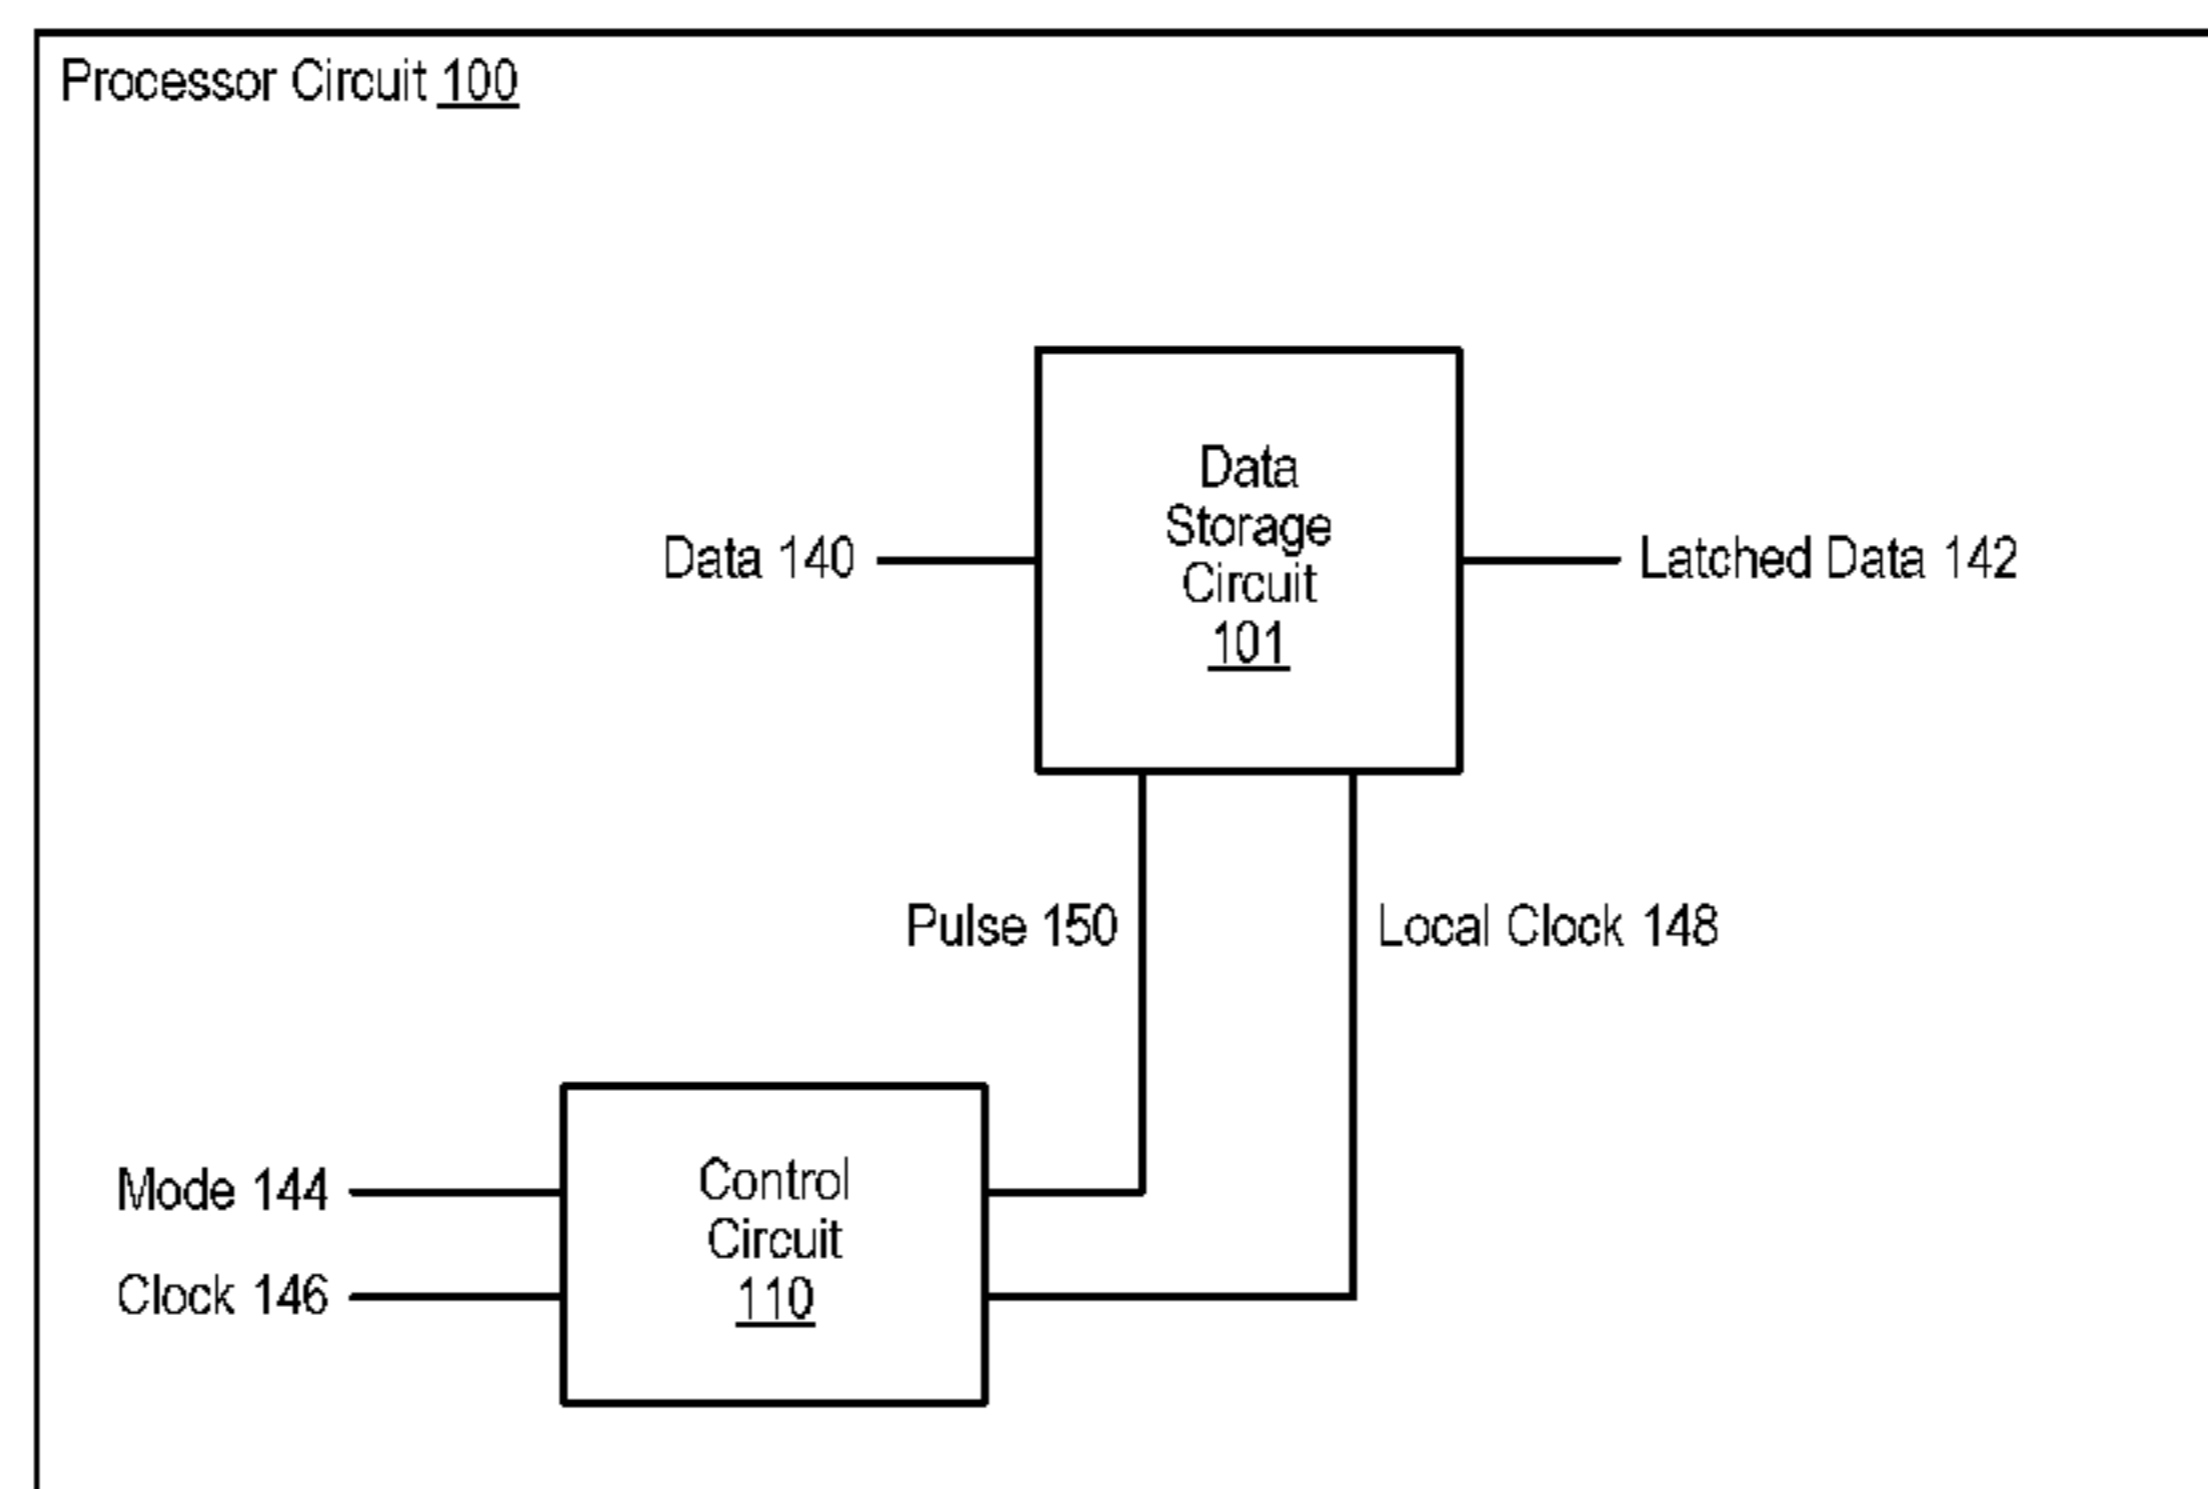 Processor Circuit 100
Data
Storage
Circuit
101
Data 140
Latched Data 142
Pulse 150
Local Clock 148
Control
Circuit
110
Mode 144
Clock 146